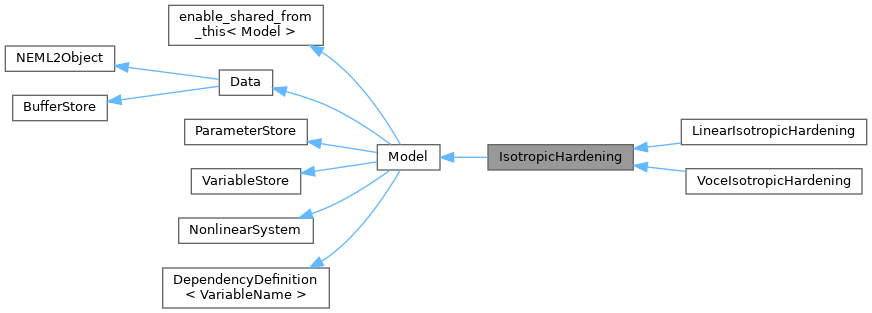 enable_shared_from
_this< Model >
NEML2Object
Data
BufferStore
ParameterStore
LinearIsotropicHardening
Model
IsotropicHardening
VariableStore
VoceIsotropicHardening
NonlinearSystem
DependencyDefinition
< VariableName >